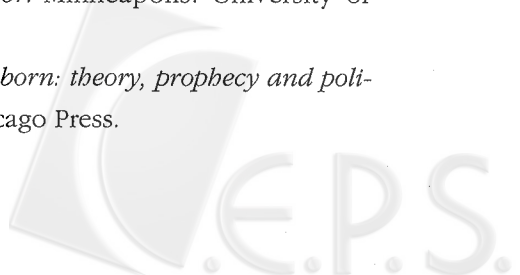 Minneapolis: University of
born: theory, prophecy and poli-
cago Press.
C.E.P.S.